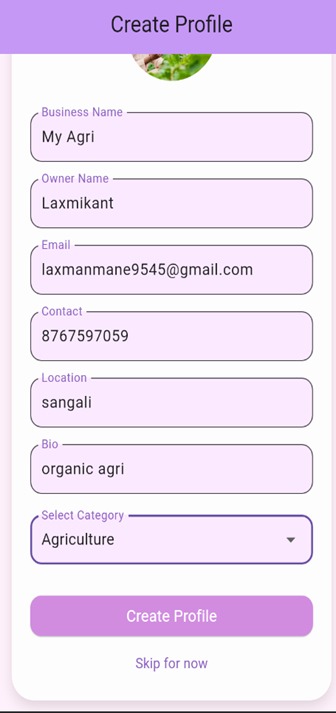 Create Profile
Business Name
My Agri
Owner Name
Laxmikant
Email
laxmanmane9545@gmail.com
Contact
8767597059
Location
sangali
Bio
organic agri
Select Category
Agriculture
Create Profile
Skip for now